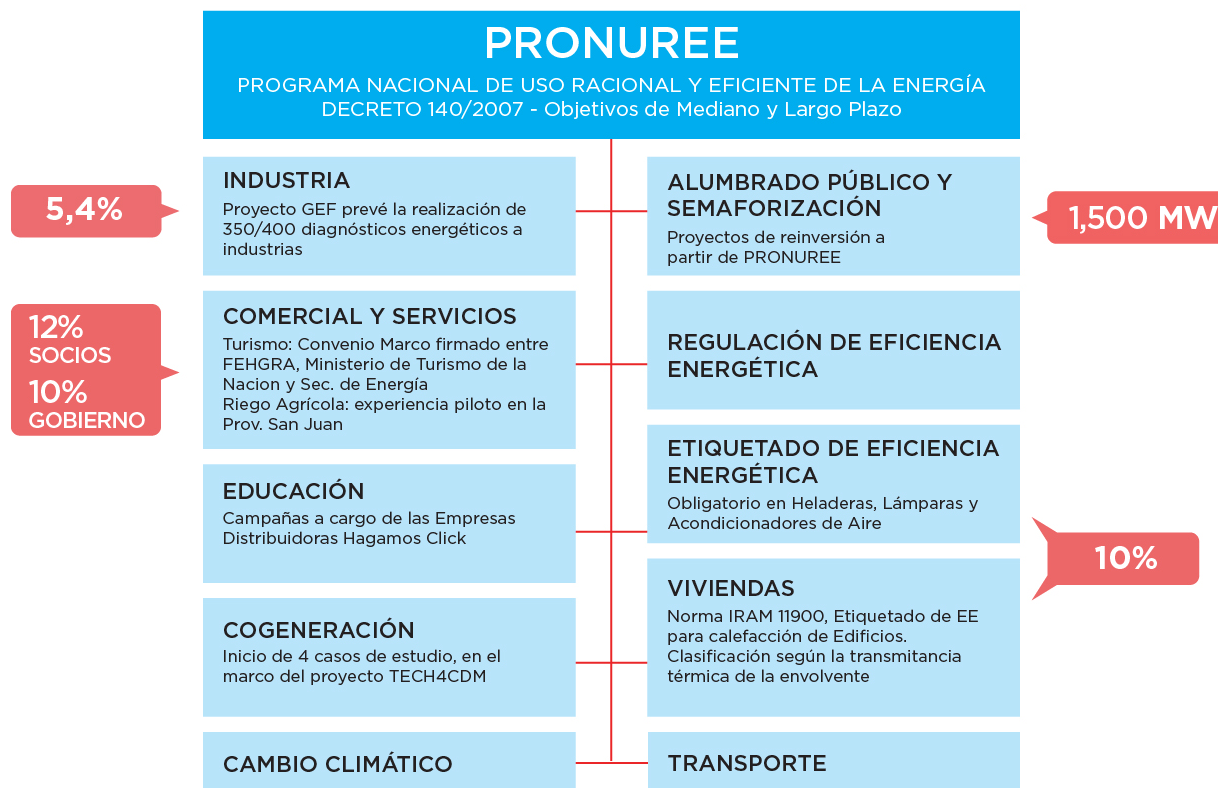 PRONUREE
PROGRAMA NACIONAL DE USO RACIONAL Y EFICIENTE DE LA ENERGÍA
DECRETO 140/2007 - Objetivos de Mediano y Largo Plazo
5,4%
INDUSTRIA
Proyecto GEF prevé la realización de
350/400 diagnósticos energéticos a
industrias
ALUMBRADO PÚBLICO Y
SEMAFORIZACIÓN
Proyectos de reinversión a
partir de PRONUREE
1,500 MW
12%
SOCIOS
10%
GOBIERNO
COMERCIAL Y SERVICIOS
Turismo: Convenio Marco firmado entre
FEHGRA, Ministerio de Turismo de la
Nacion y Sec. de Energía
Riego Agrícola: experiencia piloto en la
Prov. San Juan
REGULACIÓN DE EFICIENCIA
ENERGÉTICA
EDUCACIÓN
Campañas a cargo de las Empresas
Distribuidoras Hagamos Click
ETIQUETADO DE EFICIENCIA
ENERGÉTICA
Obligatorio en Heladeras, Lámparas y
Acondicionadores de Aire
10%
COGENERACIÓN
Inicio de 4 casos de estudio, en el
marco del proyecto TECH4CDM
VIVIENDAS
Norma IRAM 11900, Etiquetado de EE
para calefacción de Edificios.
Clasificación según la transmitancia
térmica de la envolvente
CAMBIO CLIMÁTICO
TRANSPORTE